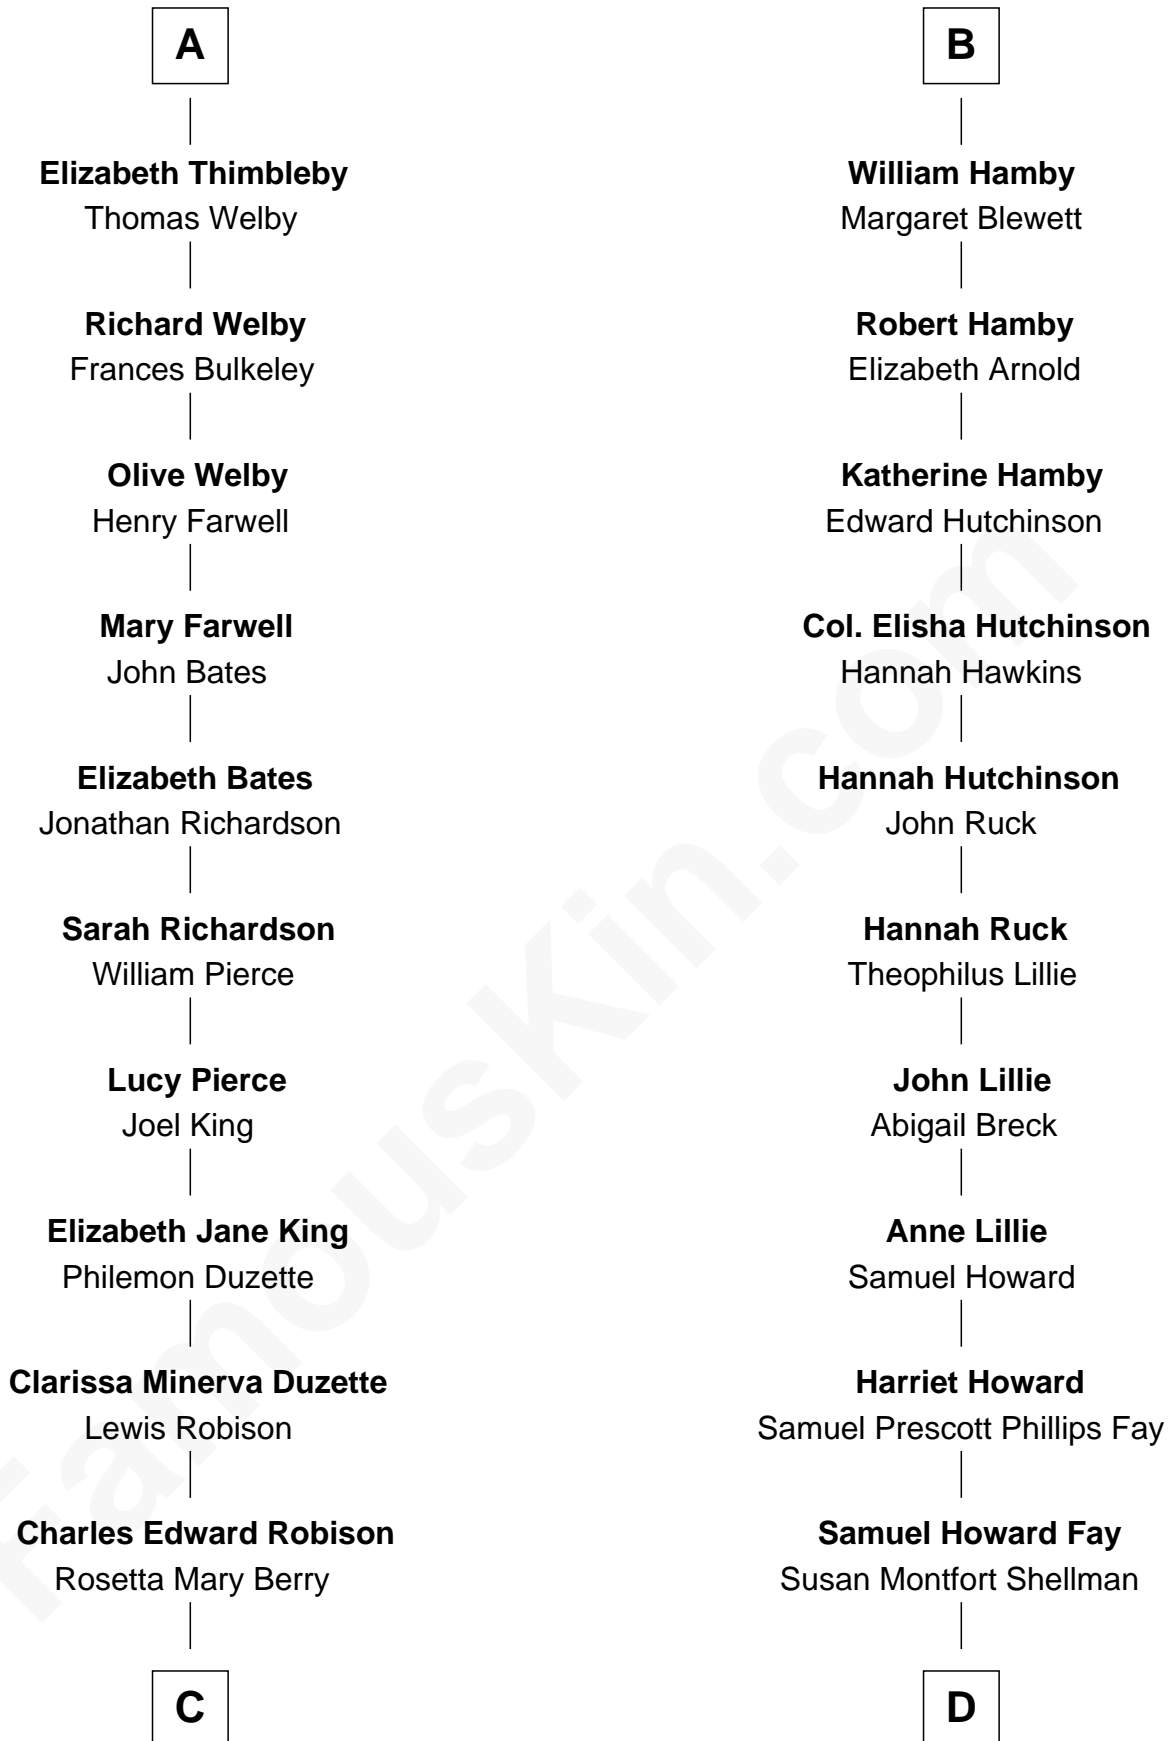 A
Elizabeth Thimbleby
Thomas Welby
Richard Welby
Frances Bulkeley
Olive Welby
Henry Farwell
Mary Farwell
John Bates
Elizabeth Bates
Jonathan Richardson
Sarah Richardson
William Pierce
Lucy Pierce
Joel King
Elizabeth Jane King
Philemon Duzette
Clarissa Minerva Duzette
Lewis Robison
Charles Edward Robison
Rosetta Mary Berry
C
B
William Hamby
Margaret Blewett
Robert Hamby
Elizabeth Arnold
Katherine Hamby
Edward Hutchinson
Col. Elisha Hutchinson
Hannah Hawkins
Hannah Hutchinson
John Ruck
Hannah Ruck
Theophilus Lillie
John Lillie
Abigail Breck
Anne Lillie
Samuel Howard
Harriet Howard
Samuel Prescott Phillips Fay
Samuel Howard Fay
Susan Montfort Shellman
D
FamousKin.com